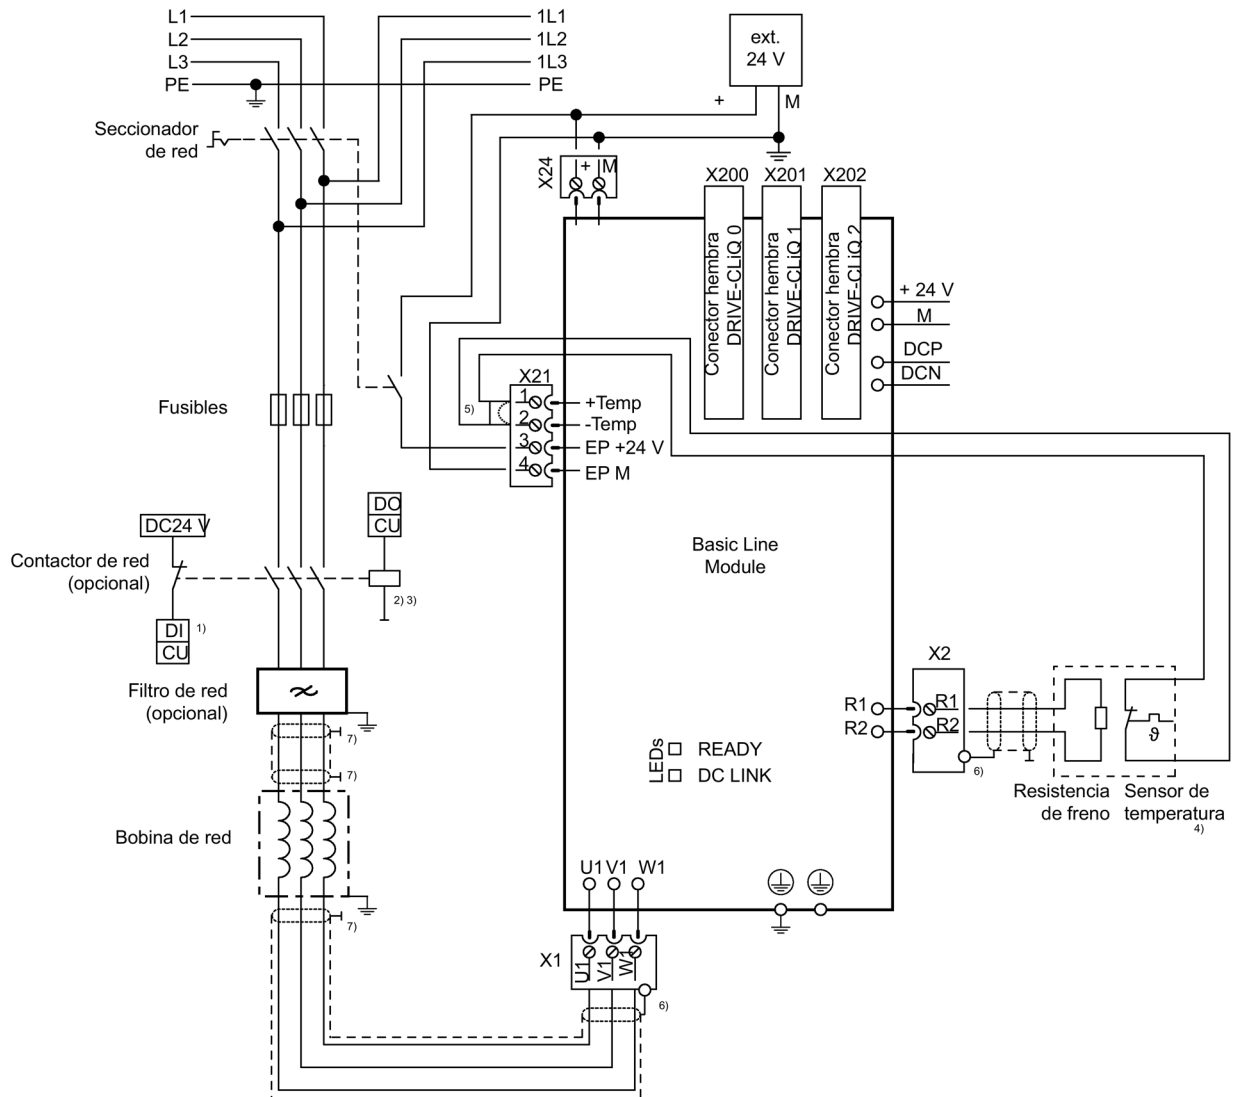 L1
1L1
L2
1L2
L3
1L3
PE
PE
ext.
24 V
+
M
Seccionador
de red
X24
+ M
X200
X201
X202
Conector hembra
DRIVE-CLiQ 0
Conector hembra
DRIVE-CLiQ 1
Conector hembra
DRIVE-CLiQ 2
+ 24 V
M
DCP
DCN
X21
Fusibles
5)
1
+Temp
2
-Temp
3
EP +24 V
4
EP M
DC24 V
DO
CU
Contactor de red
(opcional)
2) 3)
DI
CU
1)
Basic Line
Module
Filtro de red
(opcional)
7)
7)
X2
R1
R1
R2
R2
6)
LEDs
READY
DC LINK
ϑ
Resistencia
de freno
Sensor de
temperatura
4)
Bobina de red
7)
U1 V1 W1
X1
U1
V1
W1
6)